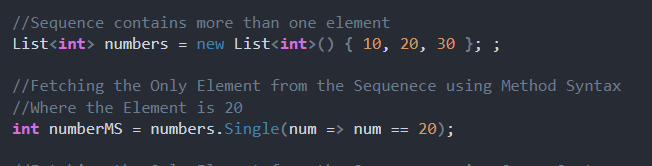 //Sequence contains more than one element
List<int> numbers = new List<int>() { 10, 20, 30 }; ;
//Fetching the Only Element from the Sequenece using Method Syntax
//Where the Element is 20
int numberMS = numbers.Single(num => num == 20);